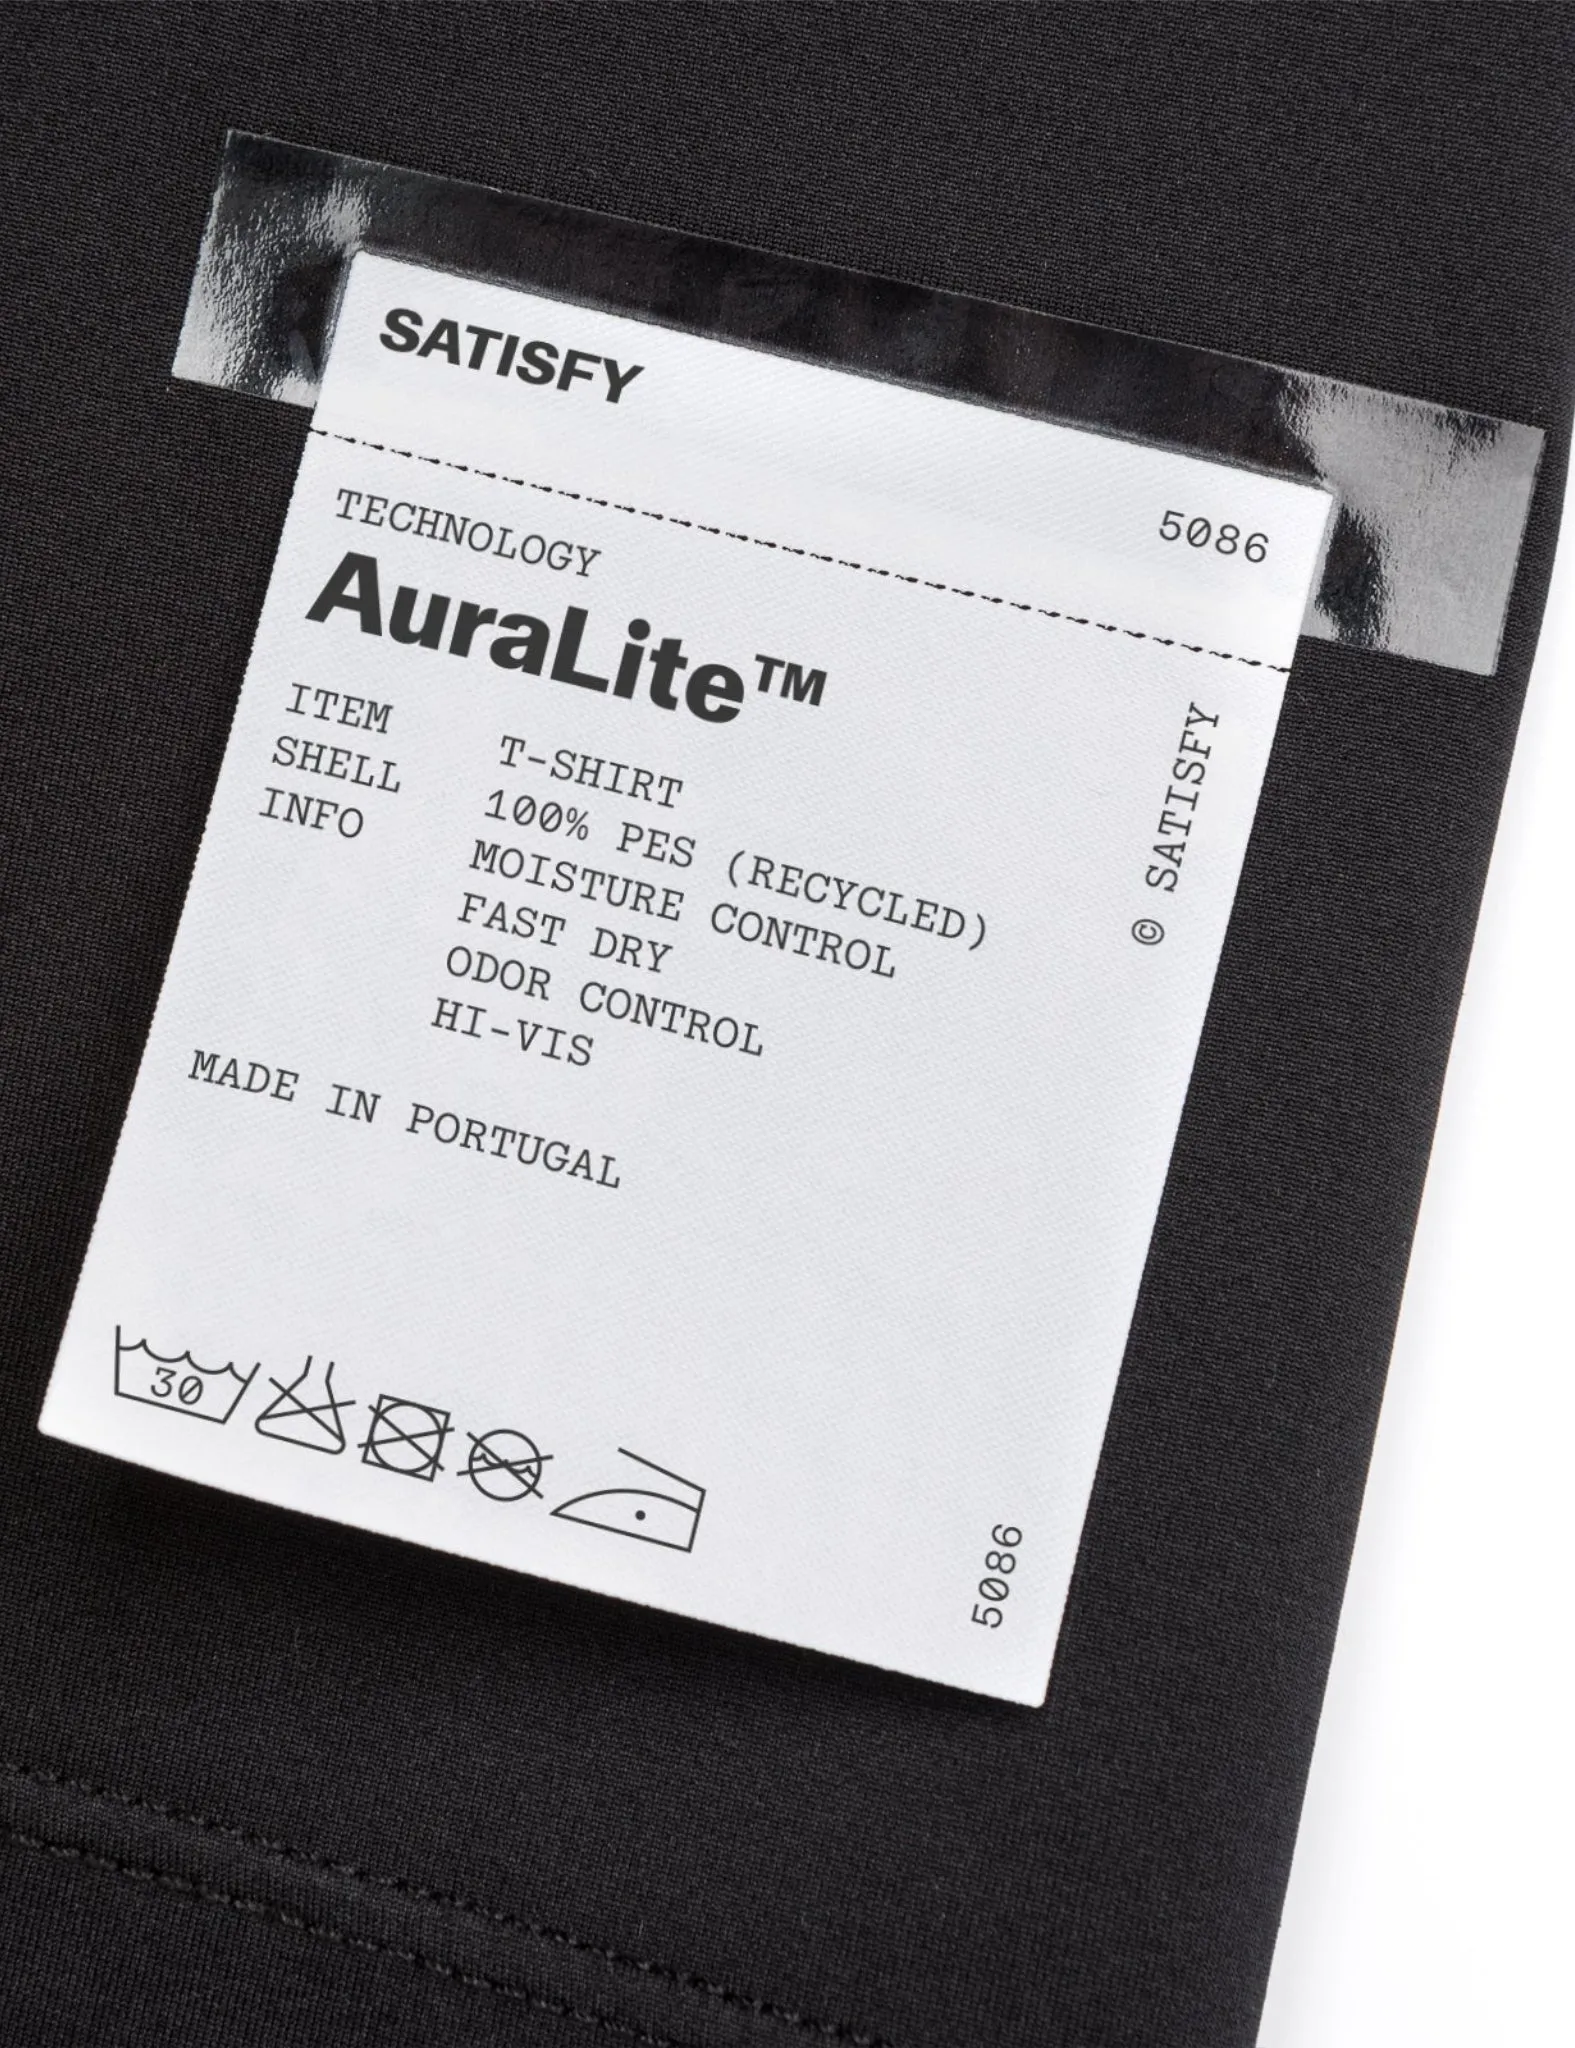 SATISFY
5086
TECHNOLOGY
AuraLite™
ITEM T-SHIRT
SHELL 100% PES (RECYCLED)
INFO MOISTURE CONTROL
FAST DRY
ODOR CONTROL
HI-VIS
MADE IN PORTUGAL
© SATISFY
30
5086